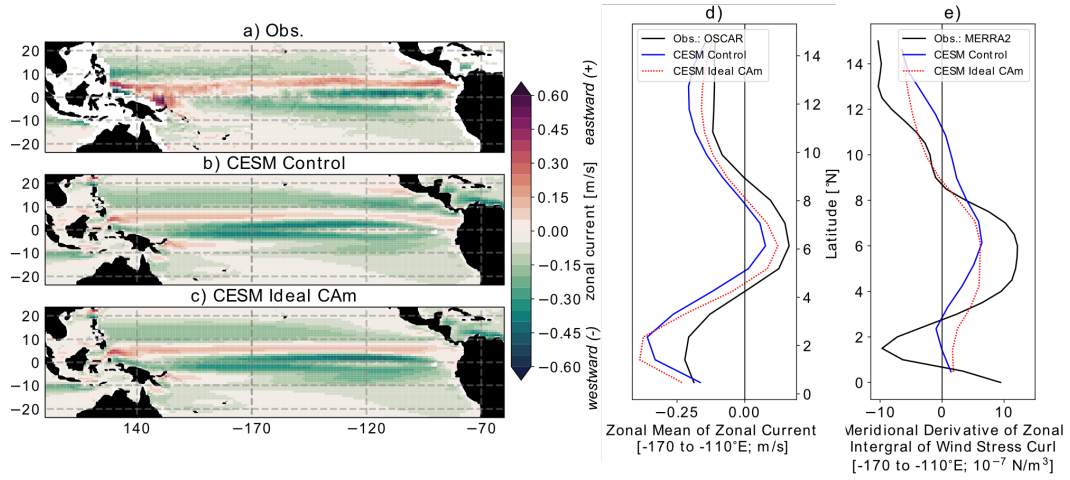 a) Obs.
20
10
0
−10
−20
b) CESM Control
20
10
0
−10
−20
c) CESM Ideal CAm
20
10
0
−10
−20
140
−170
−120
−70
0.60
0.45
0.30
0.15
0.00
−0.15
−0.30
−0.45
−0.60
eastward (+)
zonal current [m/s]
westward (-)
d)
Obs.: OSCAR
CESM Control
CESM Ideal CAm
14
12
10
8
6
4
2
0
−0.25
0.00
Zonal Mean of Zonal Current
[-170 to -110°E; m/s]
Latitude [°N]
e)
Obs.: MERRA2
CESM Control
CESM Ideal CAm
14
12
10
8
6
4
2
0
−10
0
10
Meridional Derivative of Zonal
Intergral of Wind Stress Curl
[-170 to -110°E; 10⁻⁷ N/m³]